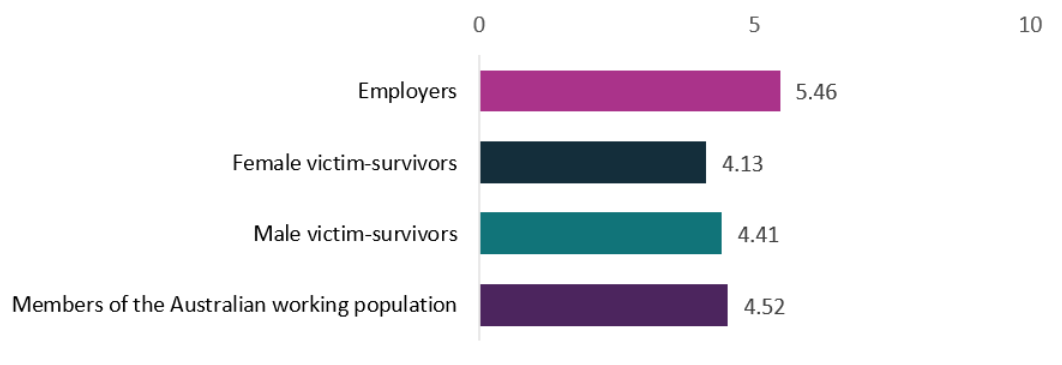 0 5 10
Employers 5.46
Female victim-survivors 4.13
Male victim-survivors 4.41
Members of the Australian working population 4.52